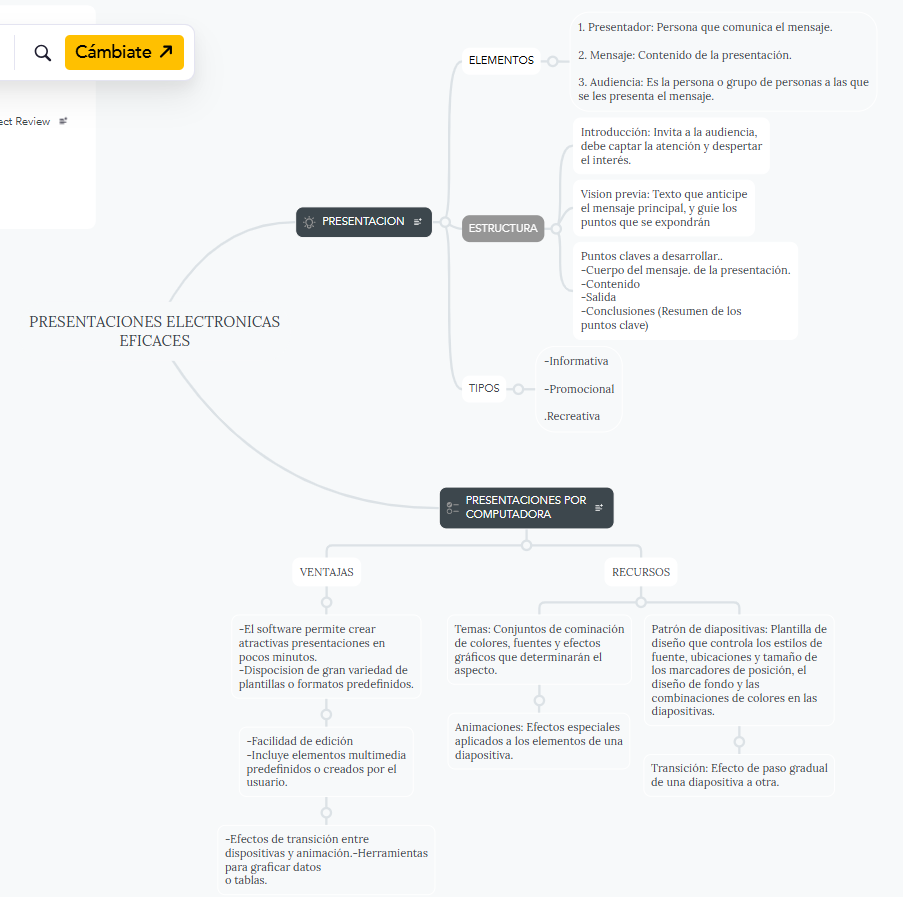 Cámbiate
ect Review
PRESENTACIONES ELECTRONICAS
EFICACES
PRESENTACION
ELEMENTOS
1. Presentador: Persona que comunica el mensaje.
2. Mensaje: Contenido de la presentación.
3. Audiencia: Es la persona o grupo de personas a las que
se les presenta el mensaje.
ESTRUCTURA
Introducción: Invita a la audiencia,
debe captar la atención y despertar
el interés.
Vision previa: Texto que anticipe
el mensaje principal, y guie los
puntos que se expondrán
Puntos claves a desarrollar..
-Cuerpo del mensaje. de la presentación.
-Contenido
-Salida
-Conclusiones (Resumen de los
puntos clave)
TIPOS
-Informativa
-Promocional
.Recreativa
PRESENTACIONES POR
COMPUTADORA
VENTAJAS
-El software permite crear
atractivas presentaciones en
pocos minutos.
-Dispocision de gran variedad de
plantillas o formatos predefinidos.
-Facilidad de edición
-Incluye elementos multimedia
predefinidos o creados por el
usuario.
-Efectos de transición entre
dispositivas y animación.-Herramientas
para graficar datos
o tablas.
RECURSOS
Temas: Conjuntos de cominación
de colores, fuentes y efectos
gráficos que determinarán el
aspecto.
Animaciones: Efectos especiales
aplicados a los elementos de una
diapositiva.
Patrón de diapositivas: Plantilla de
diseño que controla los estilos de
fuente, ubicaciones y tamaño de
los marcadores de posición, el
diseño de fondo y las
combinaciones de colores en las
diapositivas.
Transición: Efecto de paso gradual
de una diapositiva a otra.